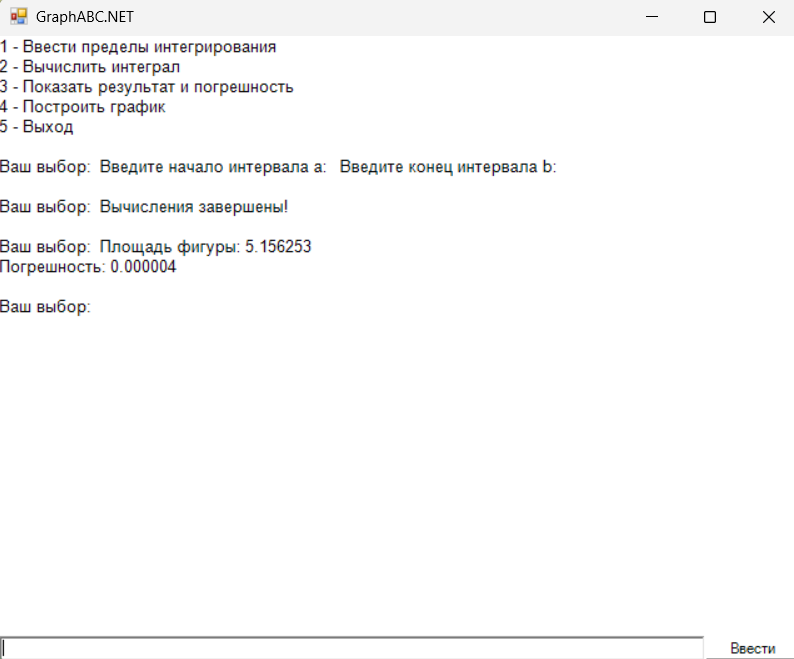 GraphABC.NET
1 - Ввести пределы интегрирования
2 - Вычислить интеграл
3 - Показать результат и погрешность
4 - Построить график
5 - Выход
Ваш выбор: Введите начало интервала a: Введите конец интервала b:
Ваш выбор: Вычисления завершены!
Ваш выбор: Площадь фигуры: 5.156253
Погрешность: 0.000004
Ваш выбор:
Ввести